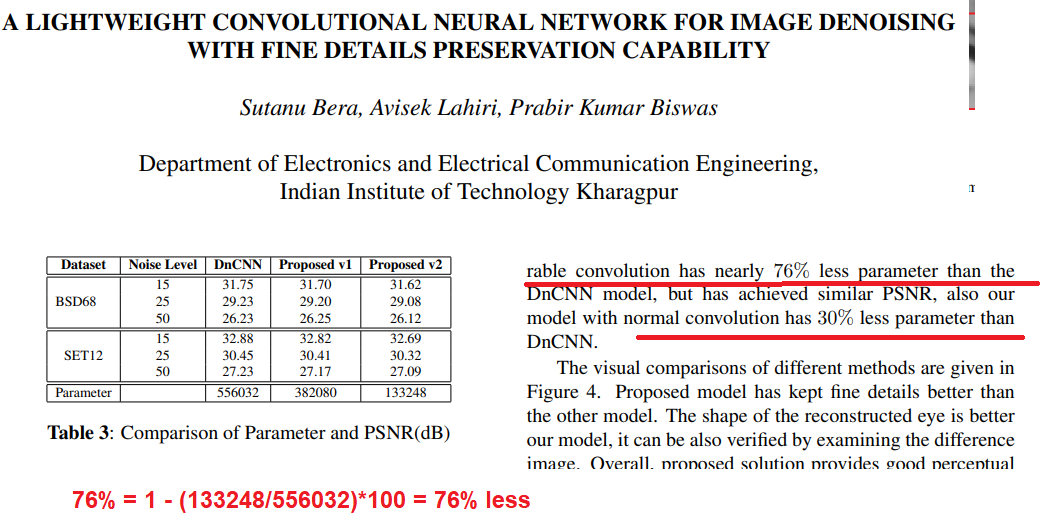 A LIGHTWEIGHT CONVOLUTIONAL NEURAL NETWORK FOR IMAGE DENOISING
WITH FINE DETAILS PRESERVATION CAPABILITY
Sutanu Bera, Avisek Lahiri, Prabir Kumar Biswas
Department of Electronics and Electrical Communication Engineering,
Indian Institute of Technology Kharagpur
Dataset Noise Level DnCNN Proposed v1 Proposed v2
BSD68 15 31.75 31.70 31.62
25 29.23 29.20 29.08
50 26.23 26.25 26.12
SET12 15 32.88 32.82 32.69
25 30.45 30.41 30.32
50 27.23 27.17 27.09
Parameter 556032 382080 133248
Table 3: Comparison of Parameter and PSNR(dB)
rable convolution has nearly 76% less parameter than the
DnCNN model, but has achieved similar PSNR, also our
model with normal convolution has 30% less parameter than
DnCNN.
The visual comparisons of different methods are given in
Figure 4. Proposed model has kept fine details better than
the other model. The shape of the reconstructed eye is better
our model, it can be also verified by examining the difference
image. Overall, proposed solution provides good perceptual
76% = 1 - (133248/556032)*100 = 76% less